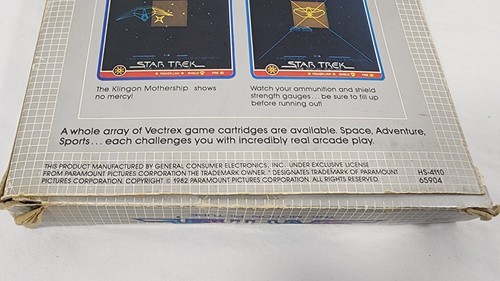 STAR TREK
STAR TREK
The Klingon Mothership shows
no mercy!
Watch your ammunition and shield
strength gauges... be sure to fill up
before running out!
A whole array of Vectrex game cartridges are available. Space, Adventure,
Sports... each challenges you with incredibly real arcade play.
THIS PRODUCT MANUFACTURED BY GENERAL CONSUMER ELECTRONICS, INC. UNDER EXCLUSIVE LICENSE
FROM PARAMOUNT PICTURES CORPORATION THE TRADEMARK OWNER. * DESIGNATES TRADEMARK OF PARAMOUNT
PICTURES CORPORATION. COPYRIGHT © 1982 PARAMOUNT PICTURES CORPORATION. ALL RIGHTS RESERVED.
HS-4110
65904